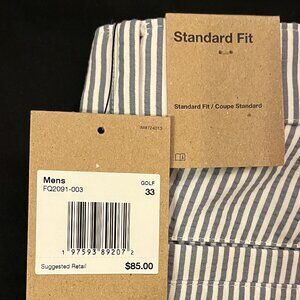 Standard Fit
Standard Fit / Coupe Standard
Mens
FQ2091-003
GOLF
33
1 97593 89207 2
Suggested Retail
$85.00